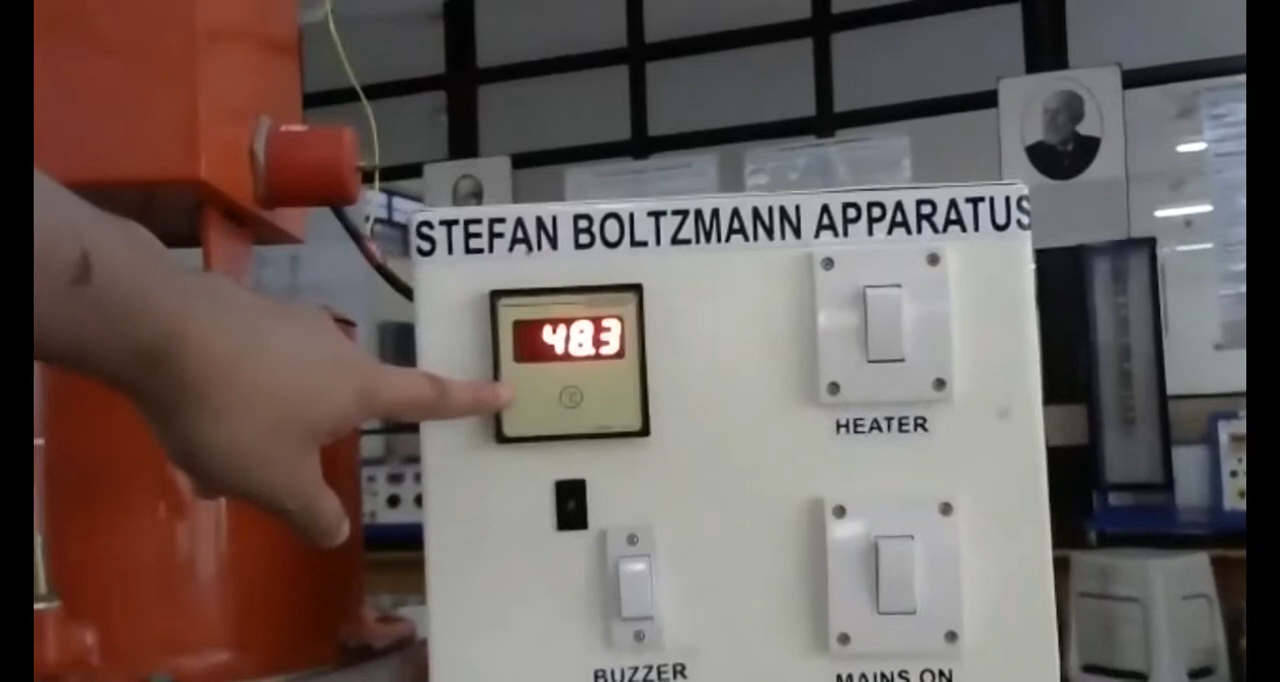 STEFAN BOLTZMANN APPARATUS
48.3
°C
HEATER
BUZZER
MAINS ON